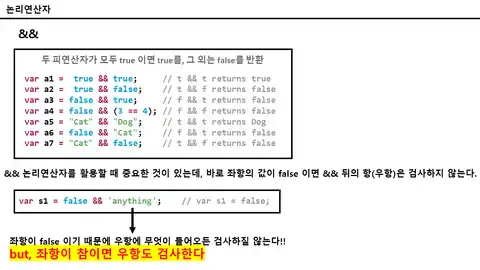 논리연산자
&&
두 피연산자가 모두 true 이면 true를, 그 외는 false를 반환
var a1 =  true && true;     // t && t returns true
var a2 =  true && false;    // t && f returns false
var a3 = false && true;     // f && t returns false
var a4 = false && (3 == 4); // f && f returns false
var a5 = "Cat" && "Dog";    // t && t returns Dog
var a6 = false && "Cat";    // f && t returns false
var a7 = "Cat" && false;    // t && f returns false
&& 논리연산자를 활용할 때 중요한 것이 있는데, 바로 좌항의 값이 false 이면 && 뒤의 항(우항)은 검사하지 않는다.
var s1 = false && 'anything';    // var s1 = false;
좌항이 false 이기 때문에 우항에 무엇이 들어오든 검사하질 않는다!!
but, 좌항이 참이면 우항도 검사한다